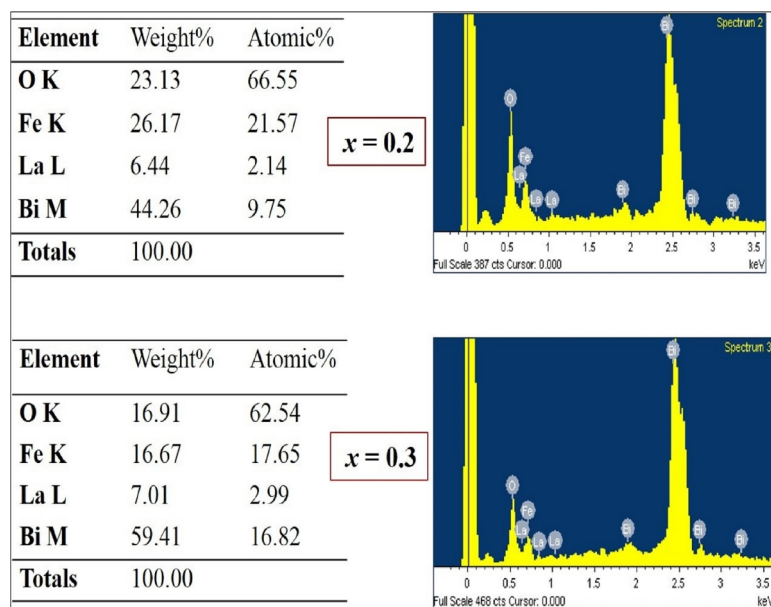 Element Weight% Atomic%
O K 23.13 66.55
Fe K 26.17 21.57
La L 6.44 2.14
Bi M 44.26 9.75
Totals 100.00
x = 0.2
Spectrum 2
Bi
O
Fe
La
La
La
Bi
Bi
Bi
0 0.5 1 1.5 2 2.5 3 3.5
Full Scale 387 cts Cursor: 0.000 keV
Element Weight% Atomic%
O K 16.91 62.54
Fe K 16.67 17.65
La L 7.01 2.99
Bi M 59.41 16.82
Totals 100.00
x = 0.3
Spectrum 3
Bi
O
Fe
La
La
La
Bi
Bi
Bi
0 0.5 1 1.5 2 2.5 3 3.5
Full Scale 468 cts Cursor: 0.000 keV